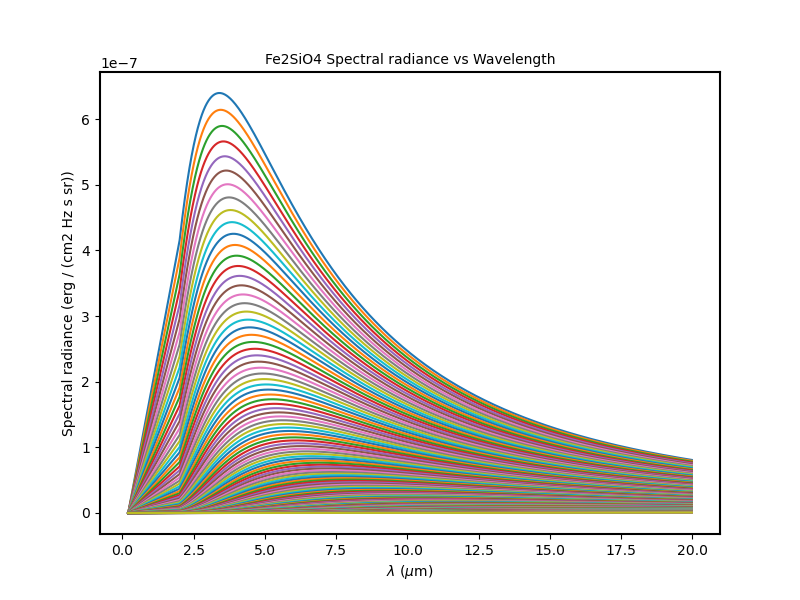 Fe2SiO4 Spectral radiance vs Wavelength
1e−7
6
5
4
3
2
1
0
Spectral radiance (erg / (cm2 Hz s sr))
0.0 2.5 5.0 7.5 10.0 12.5 15.0 17.5 20.0
λ (μm)